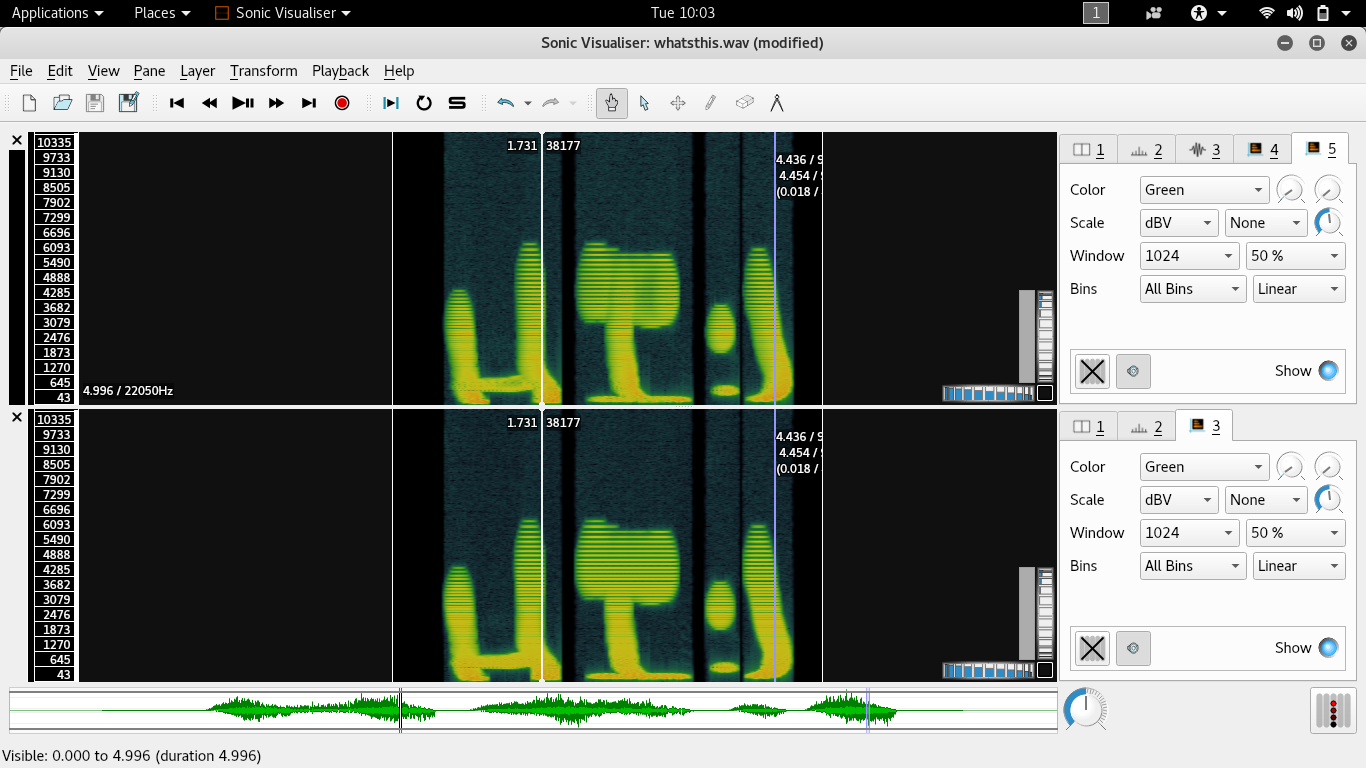 Applications Places Sonic Visualiser Tue 10:03 1
Sonic Visualiser: whatsthis.wav (modified)
File Edit View Pane Layer Transform Playback Help
10335
9733
9130
8505
7902
7299
6696
6093
5490
4888
4285
3682
3079
2476
1873
1270
645
43
1.731 38177
4.436 / 9
4.454 / 9
(0.018 /
4.996 / 22050Hz
1 2 3 4 5
Color Green
Scale dBV None
Window 1024 50 %
Bins All Bins Linear
Show
10335
9733
9130
8505
7902
7299
6696
6093
5490
4888
4285
3682
3079
2476
1873
1270
645
43
1.731 38177
4.436 / 9
4.454 / 9
(0.018 /
1 2 3
Color Green
Scale dBV None
Window 1024 50 %
Bins All Bins Linear
Show
Visible: 0.000 to 4.996 (duration 4.996)